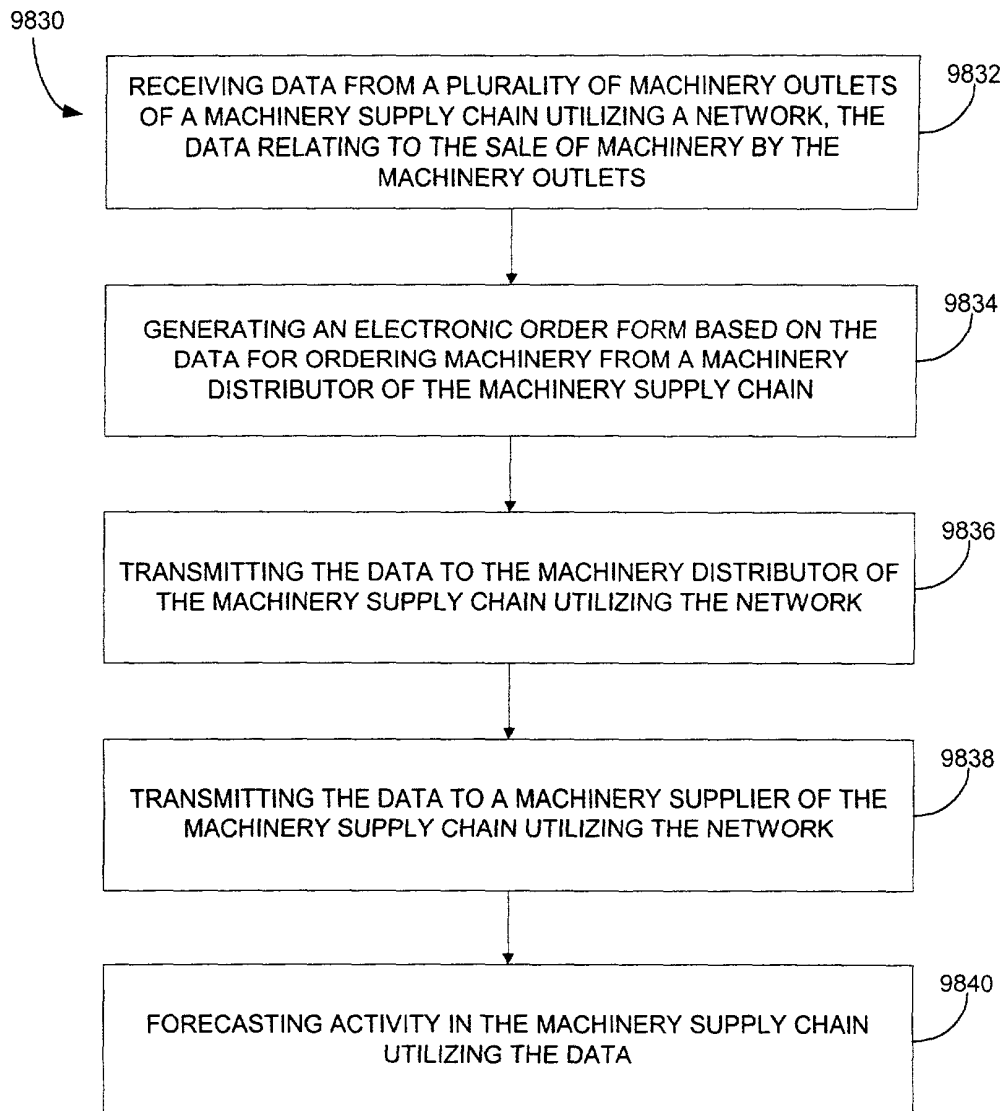 9830
RECEIVING DATA FROM A PLURALITY OF MACHINERY OUTLETS
OF A MACHINERY SUPPLY CHAIN UTILIZING A NETWORK, THE
DATA RELATING TO THE SALE OF MACHINERY BY THE
MACHINERY OUTLETS
9832
GENERATING AN ELECTRONIC ORDER FORM BASED ON THE
DATA FOR ORDERING MACHINERY FROM A MACHINERY
DISTRIBUTOR OF THE MACHINERY SUPPLY CHAIN
9834
TRANSMITTING THE DATA TO THE MACHINERY DISTRIBUTOR OF
THE MACHINERY SUPPLY CHAIN UTILIZING THE NETWORK
9836
TRANSMITTING THE DATA TO A MACHINERY SUPPLIER OF THE
MACHINERY SUPPLY CHAIN UTILIZING THE NETWORK
9838
FORECASTING ACTIVITY IN THE MACHINERY SUPPLY CHAIN
UTILIZING THE DATA
9840